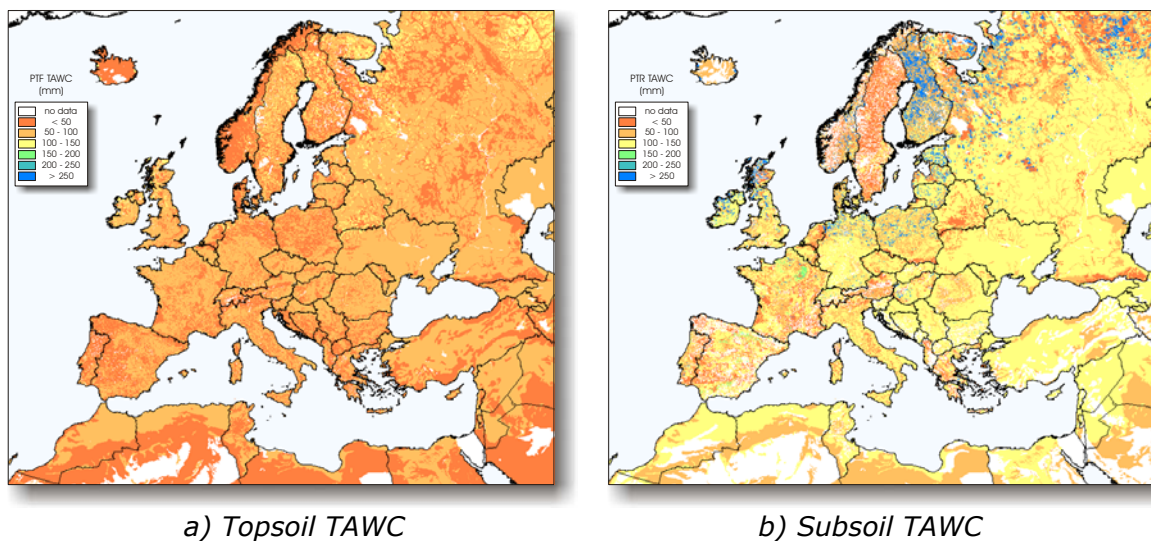 PTF TAWC
(mm)
no data
< 50
50 - 100
100 - 150
150 - 200
200 - 250
> 250
PTR TAWC
(mm)
no data
< 50
50 - 100
100 - 150
150 - 200
200 - 250
> 250
a) Topsoil TAWC
b) Subsoil TAWC